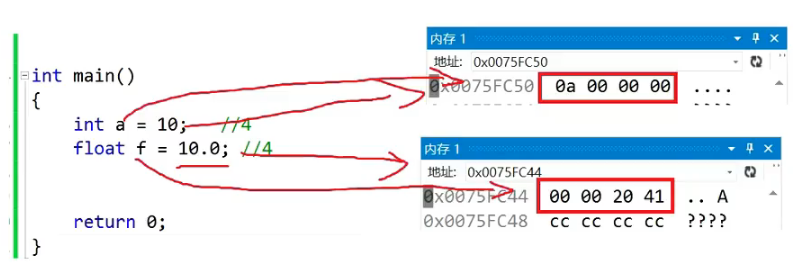 int main()
{
int a = 10; //4
float f = 10.0; //4
return 0;
}
内存 1
地址: 0x0075FC50
0x0075FC50 0a 00 00 00 ....
内存 1
地址: 0x0075FC44
0x0075FC44 00 00 20 41 .. A
0x0075FC48 cc cc cc cc ????